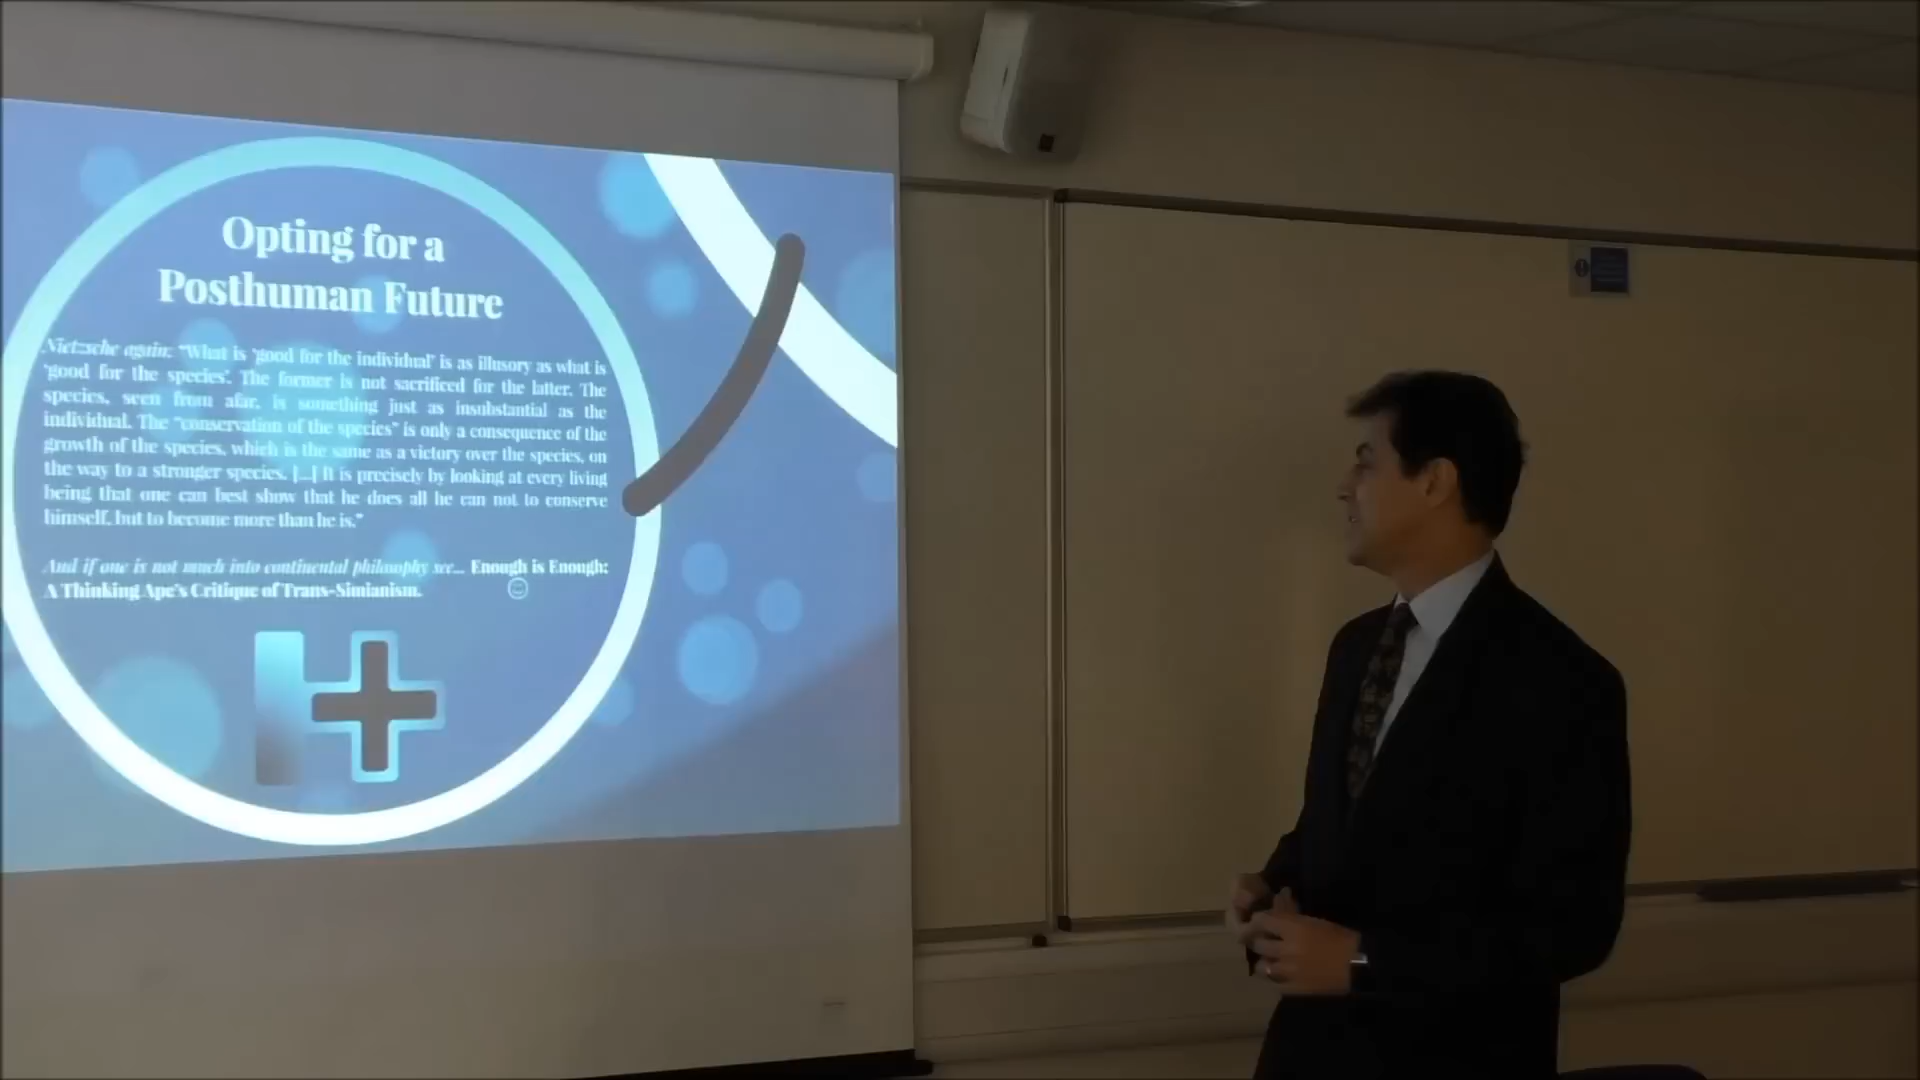 Opting for a
Posthuman Future
Nietzsche again: “What is ‘good for the individual’ is as illusory as what is
‘good for the species’. The former is not sacrificed for the latter. The
species, seen from afar, is something just as insubstantial as the
individual. The “conservation of the species” is only a consequence of the
growth of the species, which is the same as a victory over the species, on
the way to a stronger species. [...] It is precisely by looking at every living
being that one can best show that he does all he can not to conserve
himself, but to become more than he is.”
And if one is not much into continental philosophy see... Enough is Enough:
A Thinking Ape’s Critique of Trans-Simianism.
H+